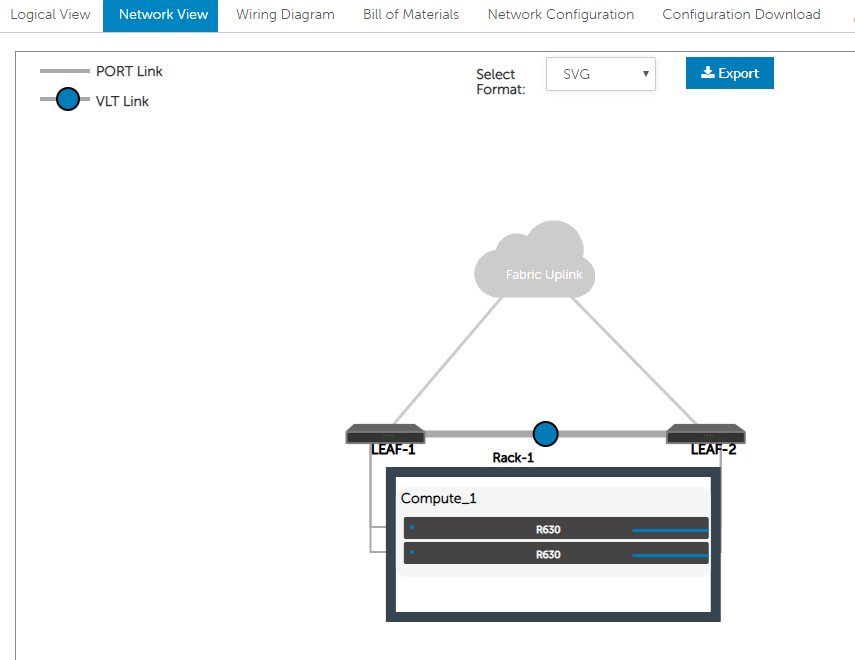 Logical View Network View Wiring Diagram Bill of Materials Network Configuration Configuration Download
PORT Link
VLT Link
Select
Format:
SVG
Export
Fabric Uplink
LEAF-1
LEAF-2
Rack-1
Compute_1
R630
R630